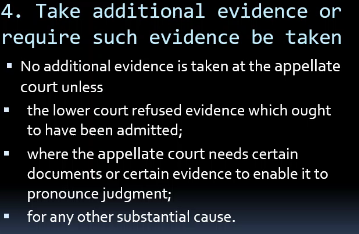 4. Take additional evidence or
require such evidence be taken
▪ No additional evidence is taken at the appellate
court unless
▪ the lower court refused evidence which ought
to have been admitted;
▪ where the appellate court needs certain
documents or certain evidence to enable it to
pronounce judgment;
▪ for any other substantial cause.